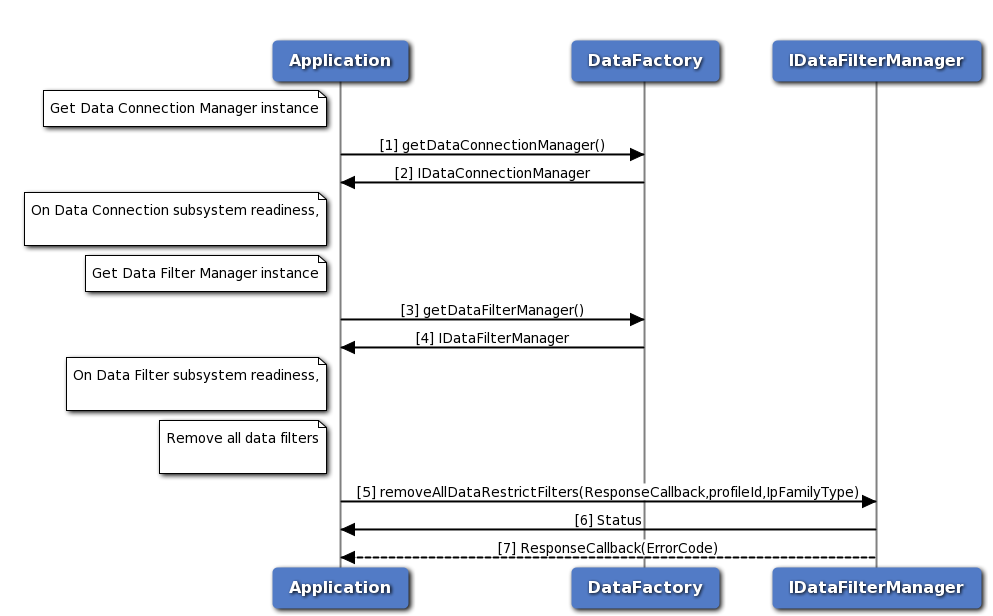 Application
DataFactory
IDataFilterManager
Get Data Connection Manager instance
[1] getDataConnectionManager()
[2] IDataConnectionManager
On Data Connection subsystem readiness,
Get Data Filter Manager instance
[3] getDataFilterManager()
[4] IDataFilterManager
On Data Filter subsystem readiness,
Remove all data filters
[5] removeAllDataRestrictFilters(ResponseCallback,profileId,IpFamilyType)
[6] Status
[7] ResponseCallback(ErrorCode)
Application
DataFactory
IDataFilterManager